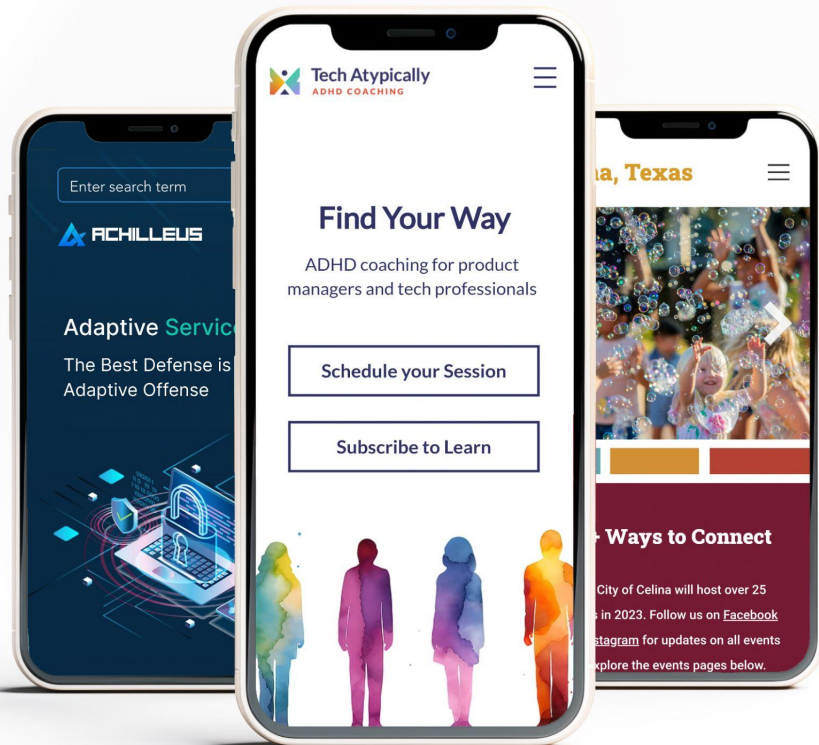 Enter search term
ACHILLEUS
Adaptive
The Best Defense is
Adaptive Offense
Tech Atypically
ADHD COACHING
Find Your Way
ADHD coaching for product
managers and tech professionals
Schedule your Session
Subscribe to Learn
Texas
Ways to Connect
City of Celina will host over 25
in 2023. Follow us on Facebook
for updates on all events
the events pages below.